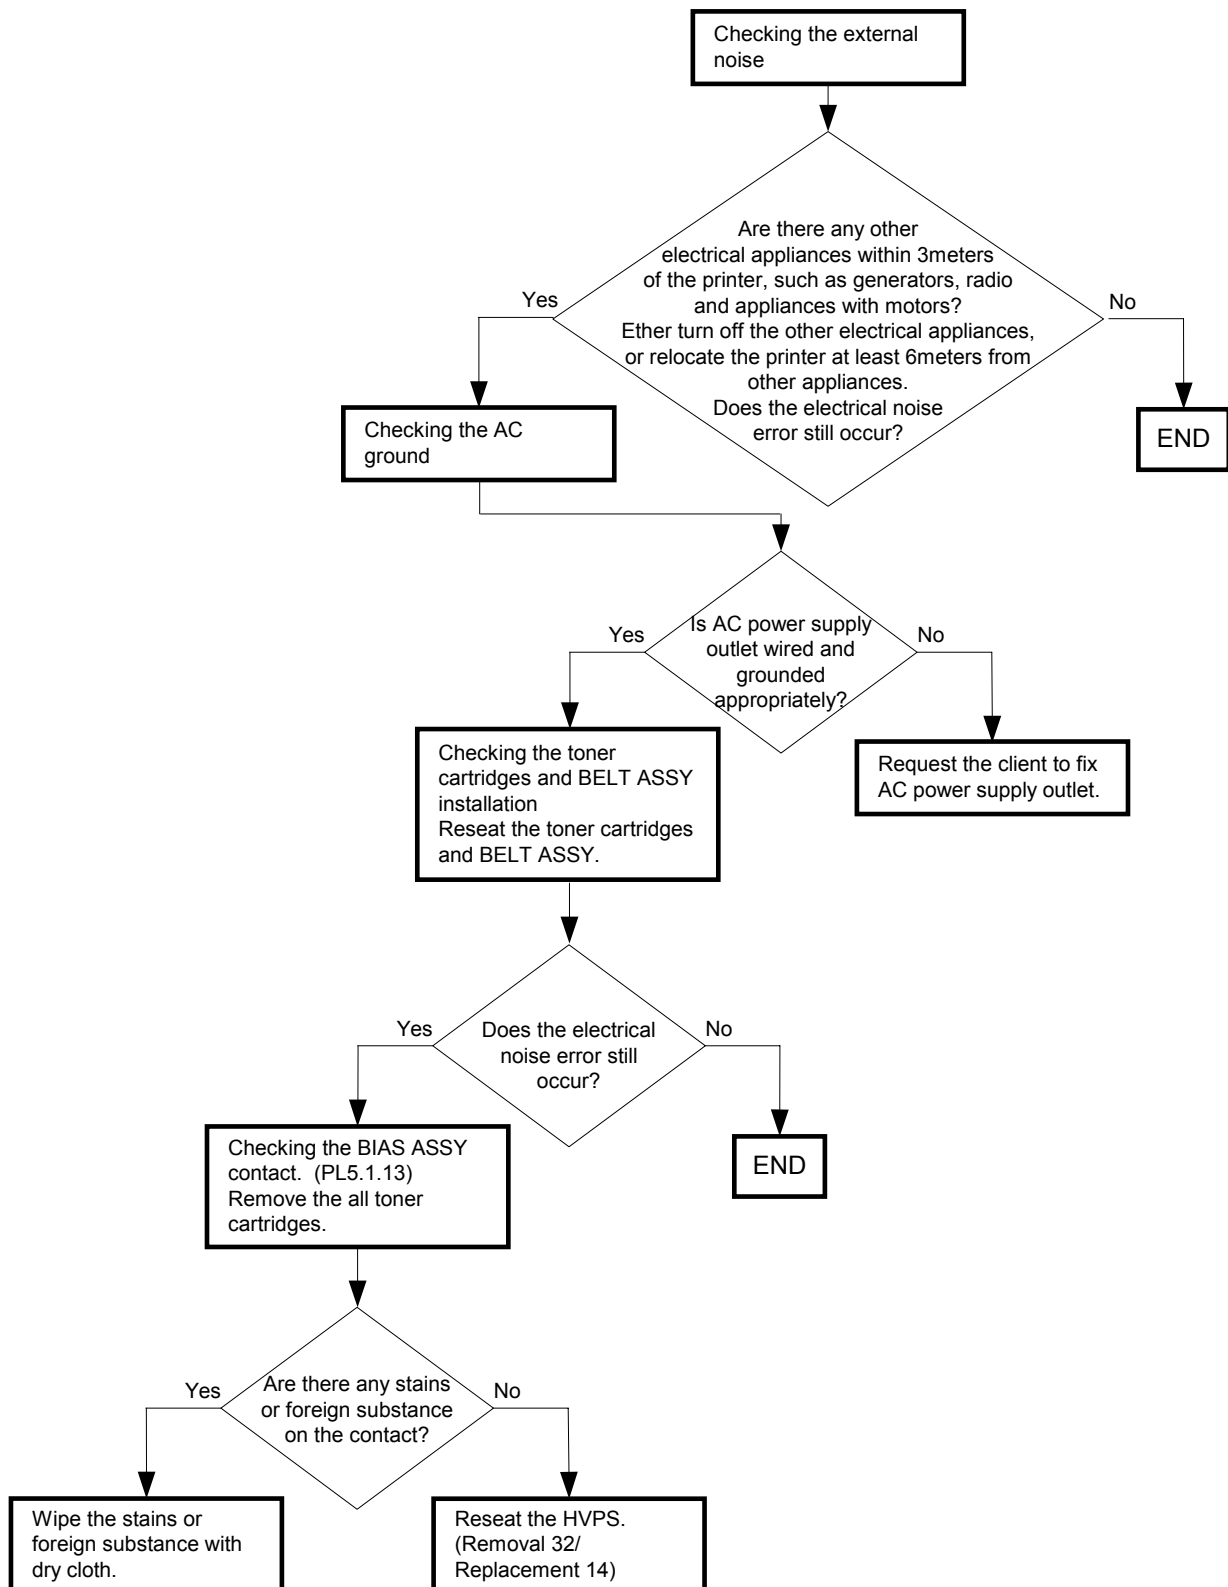 Checking the external
noise
Are there any other
electrical appliances within 3meters
of the printer, such as generators, radio
and appliances with motors?
Ether turn off the other electrical appliances,
or relocate the printer at least 6meters from
other appliances.
Does the electrical noise
error still occur?
Yes
No
Checking the AC
ground
END
Is AC power supply
outlet wired and
grounded
appropriately?
Yes
No
Checking the toner
cartridges and BELT ASSY
installation
Reseat the toner cartridges
and BELT ASSY.
Request the client to fix
AC power supply outlet.
Does the electrical
noise error still
occur?
Yes
No
Checking the BIAS ASSY
contact.  (PL5.1.13)
Remove the all toner
cartridges.
END
Are there any stains
or foreign substance
on the contact?
Yes
No
Wipe the stains or
foreign substance with
dry cloth.
Reseat the HVPS.
(Removal 32/
Replacement 14)